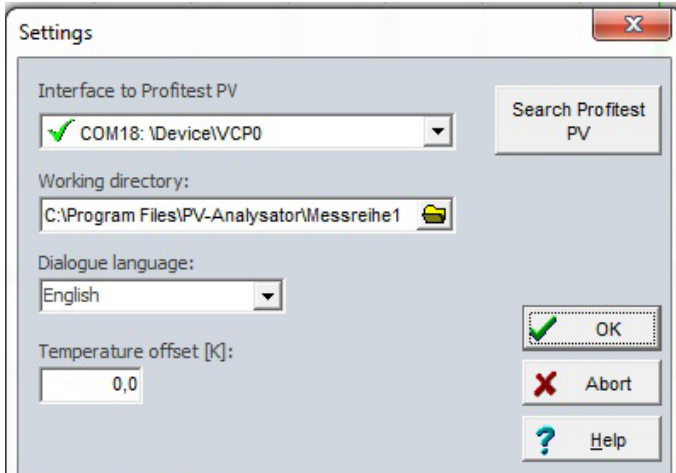 Settings
Interface to Profitest PV
COM18: \Device\VCP0
Search Profitest
PV
Working directory:
C:\Program Files\PV-Analysator\Messreihe1
Dialogue language:
English
OK
Temperature offset [K]:
0,0
Abort
Help